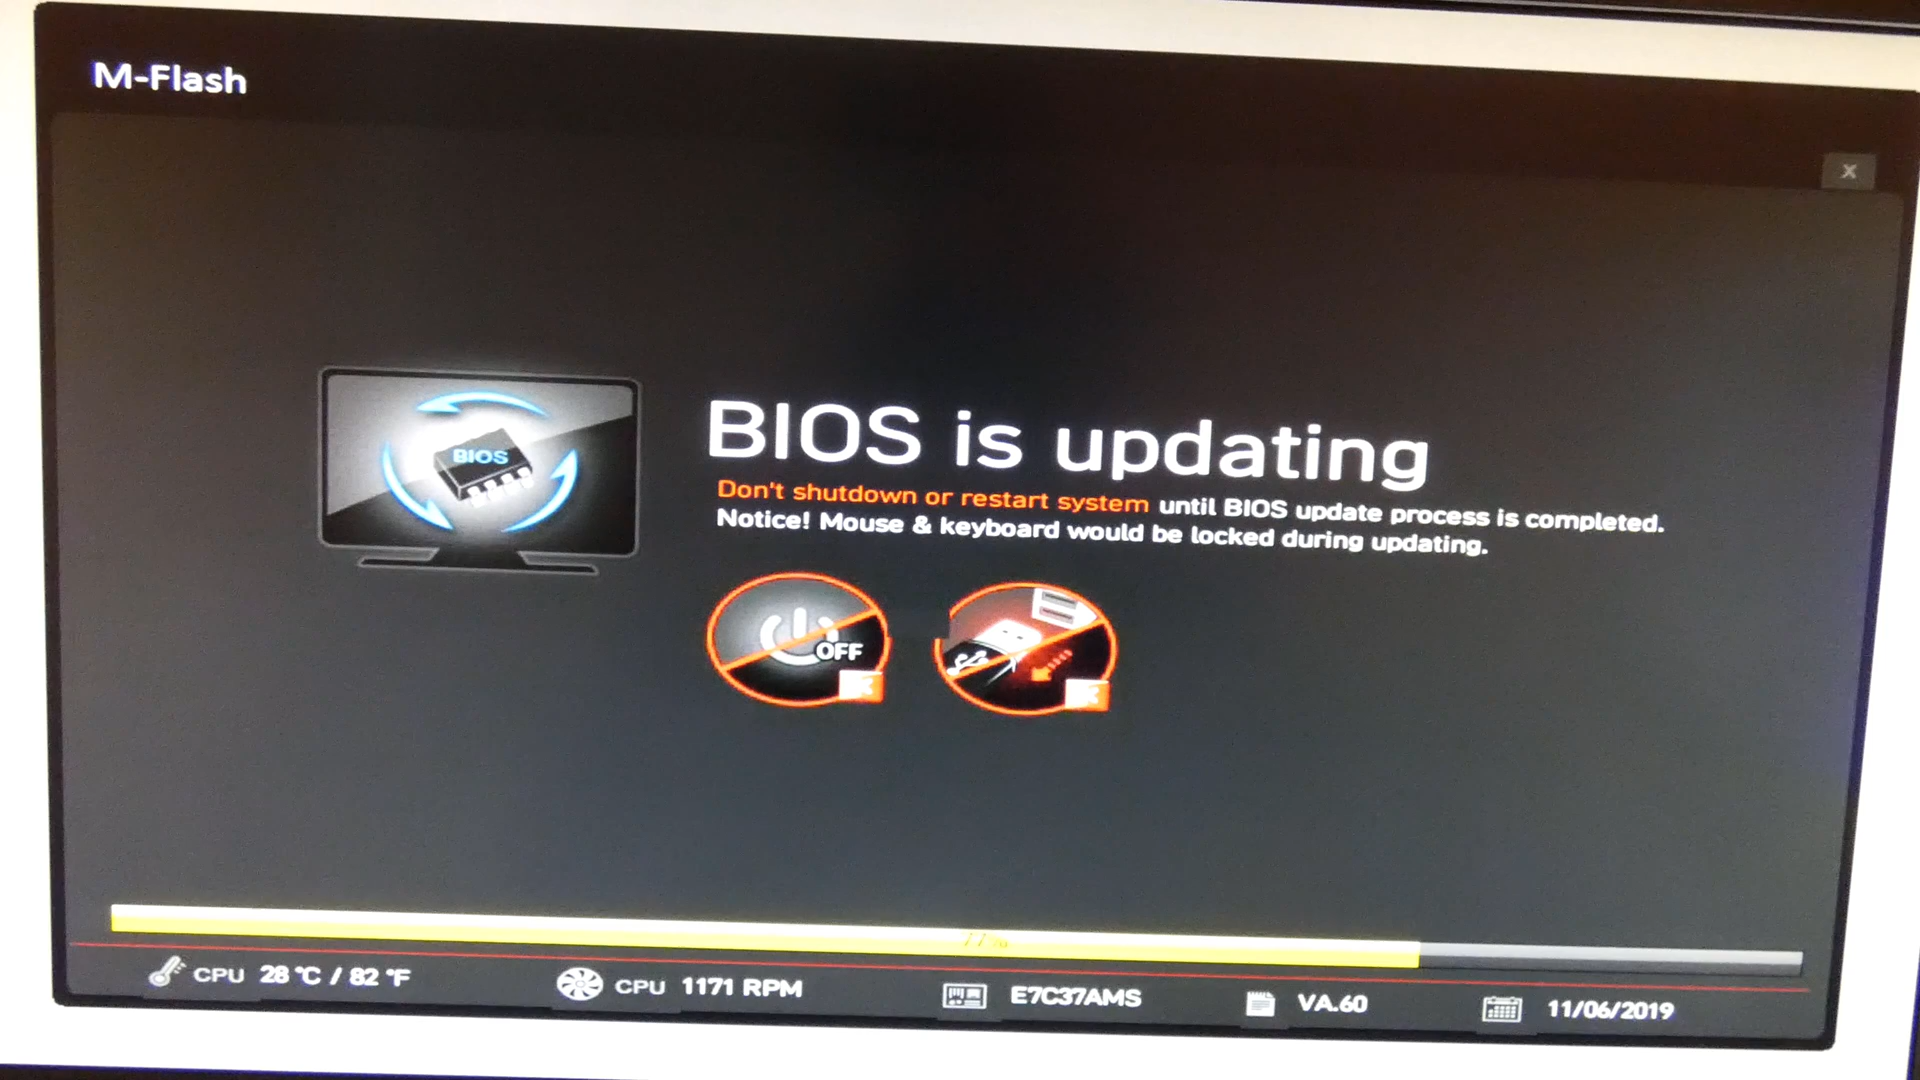 M-Flash
x
BIOS
BIOS is updating
Don't shutdown or restart system until BIOS update process is completed.
Notice! Mouse & keyboard would be locked during updating.
OFF
77%
CPU 28 °C / 82 °F
CPU 1171 RPM
E7C37AMS
VA.60
11/06/2019